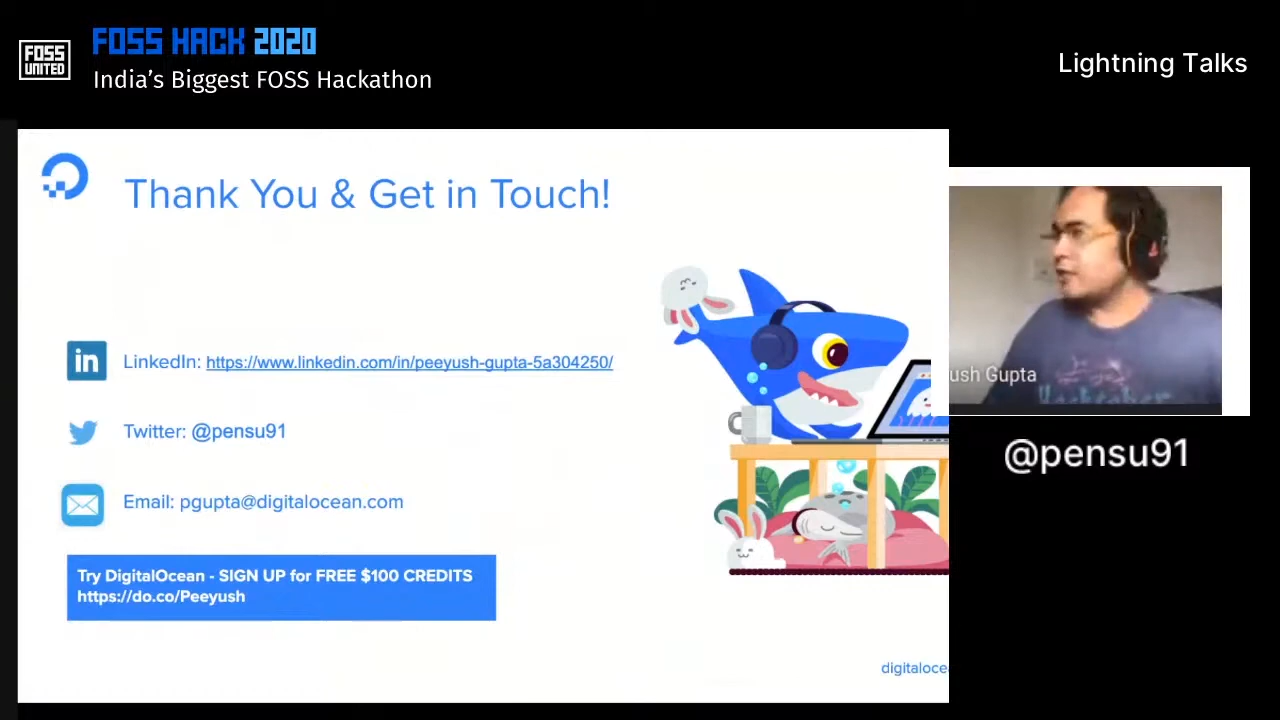 FOSS UNITED
FOSS HACK 2020
India’s Biggest FOSS Hackathon
Lightning Talks
Thank You & Get in Touch!
in LinkedIn: https://www.linkedin.com/in/peeyush-gupta-5a304250/
Twitter: @pensu91
Email: pgupta@digitalocean.com
Try DigitalOcean - SIGN UP for FREE $100 CREDITS
https://do.co/Peeyush
digitaloce
ush Gupta
@pensu91